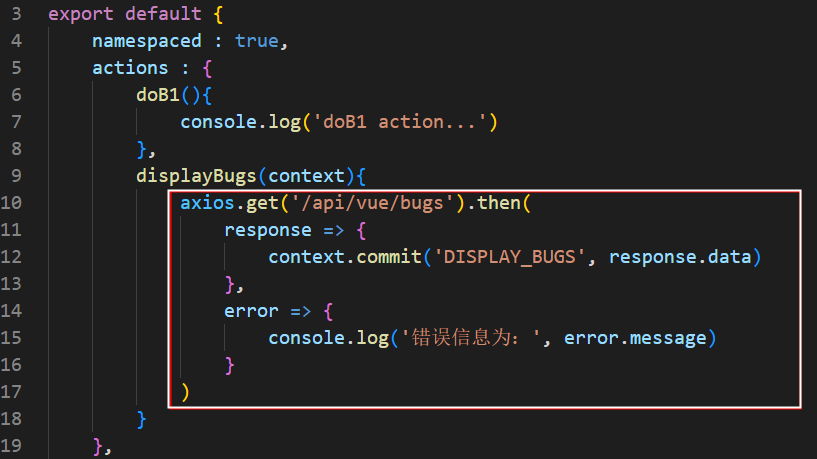 3 export default {
4     namespaced : true,
5     actions : {
6         doB1(){
7             console.log('doB1 action...')
8         },
9         displayBugs(context){
10             axios.get('/api/vue/bugs').then(
11                 response => {
12                     context.commit('DISPLAY_BUGS', response.data)
13                 },
14                 error => {
15                     console.log('错误信息为：', error.message)
16                 }
17             )
18         }
19     },